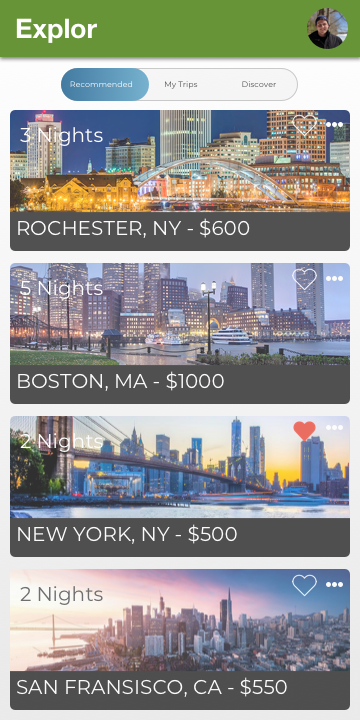 Explor
Recommended My Trips Discover
3 Nights
ROCHESTER, NY - $600
5 Nights
BOSTON, MA - $1000
2 Nights
NEW YORK, NY - $500
2 Nights
SAN FRANSISCO, CA - $550